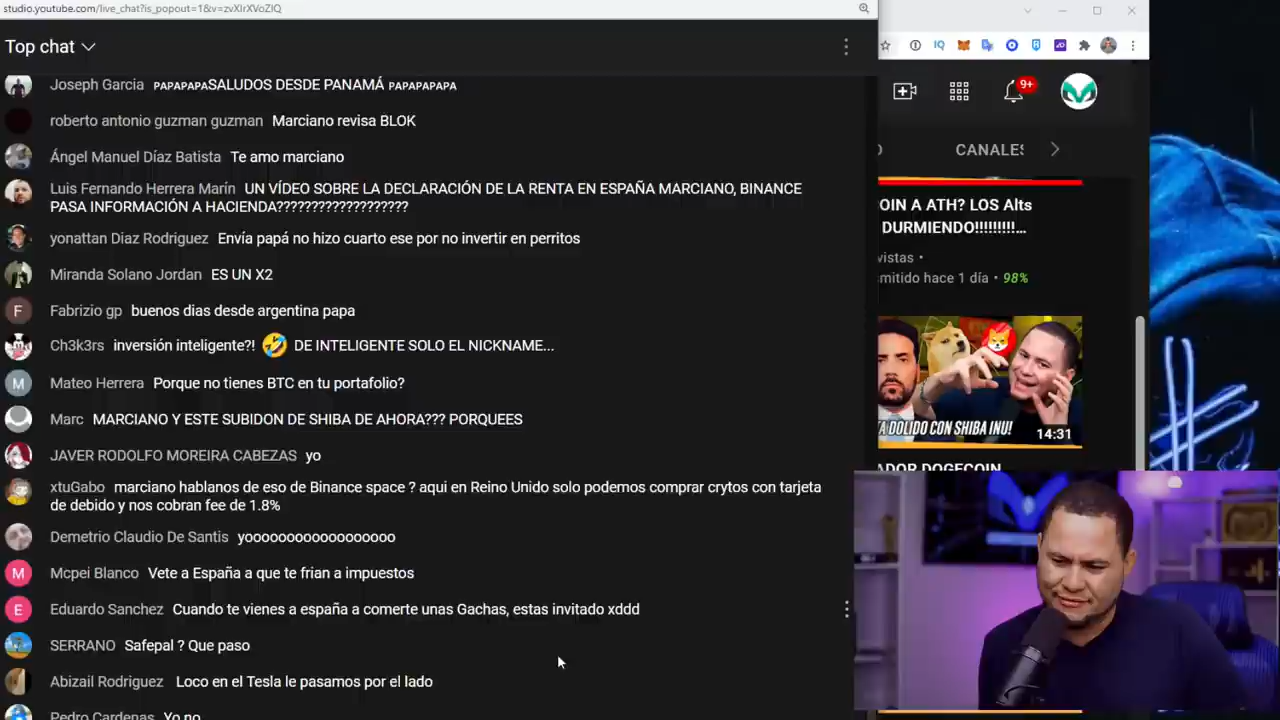 studio.youtube.com/live_chat?is_popout=1&v=zvXIrXVoZIQ
Top chat
Joseph Garcia PAPAPAPASALUDOS DESDE PANAMÁ PAPAPAPAPA
roberto antonio guzman guzman Marciano revisa BLOK
Ángel Manuel Díaz Batista Te amo marciano
Luis Fernando Herrera Marín UN VÍDEO SOBRE LA DECLARACIÓN DE LA RENTA EN ESPAÑA MARCIANO, BINANCE
PASA INFORMACIÓN A HACIENDA???????????????????
yonattan Diaz Rodriguez Envía papá no hizo cuarto ese por no invertir en perritos
Miranda Solano Jordan ES UN X2
F
Fabrizio gp buenos dias desde argentina papa
Ch3k3rs inversión inteligente?! 🤣 DE INTELIGENTE SOLO EL NICKNAME...
M
Mateo Herrera Porque no tienes BTC en tu portafolio?
Marc MARCIANO Y ESTE SUBIDON DE SHIBA DE AHORA??? PORQUEES
JAVER RODOLFO MOREIRA CABEZAS yo
xtuGabo marciano hablanos de eso de Binance space ? aqui en Reino Unido solo podemos comprar crytos con tarjeta
de debido y nos cobran fee de 1.8%
Demetrio Claudio De Santis yoooooooooooooooooo
M
Mcpei Blanco Vete a España a que te frian a impuestos
E
Eduardo Sanchez Cuando te vienes a españa a comerte unas Gachas, estas invitado xddd
SERRANO Safepal ? Que paso
Abizail Rodriguez Loco en el Tesla le pasamos por el lado
Pedro Cardenas Yo no
IQ
9+
CANALES
OIN A ATH? LOS Alts
DURMIENDO!!!!!!!!!...
vistas •
smitido hace 1 día • 98%
DOLIDO CON SHIBA INU!
14:31
ADOR DOGECOIN